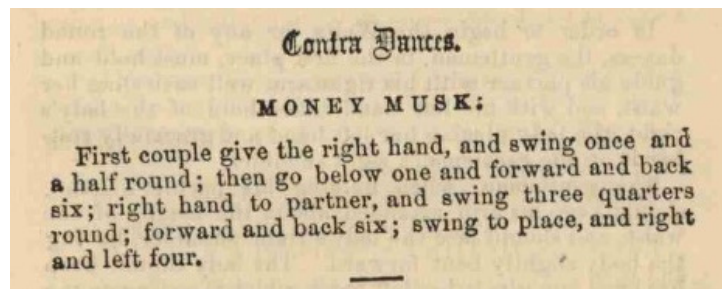 Contra Dances.
MONEY MUSK;
First couple give the right hand, and swing once and
a half round; then go below one and forward and back
six; right hand to partner, and swing three quarters
round; forward and back six; swing to place, and right
and left four.